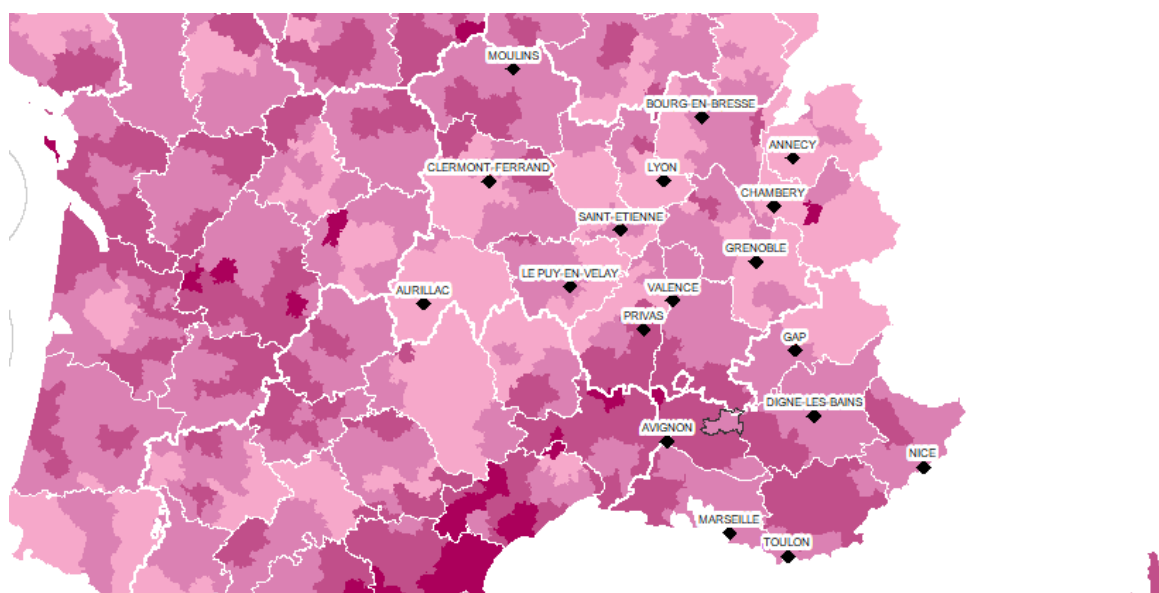 MOULINS
BOURG-EN-BRESSE
ANNECY
CLERMONT-FERRAND
LYON
CHAMBERY
SAINT-ETIENNE
GRENOBLE
LE PUY-EN-VELAY
AURILLAC
VALENCE
PRIVAS
GAP
DIGNE-LES-BAINS
AVIGNON
NICE
MARSEILLE
TOULON